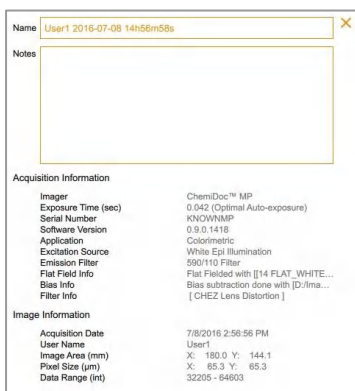 Name User1 2016-07-08 14h56m58s
Notes
Acquisition Information
Imager ChemiDoc™ MP
Exposure Time (sec) 0.042 (Optimal Auto-exposure)
Serial Number KNOWNMP
Software Version 0.9.0.1418
Application Colorimetric
Excitation Source White Epi Illumination
Emission Filter 590/110 Filter
Flat Field Info Flat Fielded with [[14 FLAT_WHITE...
Bias Info Bias subtraction done with [D:/Ima...
Filter Info [ CHEZ Lens Distortion ]
Image Information
Acquisition Date 7/8/2016 2:56:56 PM
User Name User1
Image Area (mm) X: 180.0 Y: 144.1
Pixel Size (µm) X: 65.3 Y: 65.3
Data Range (int) 32205 - 64603